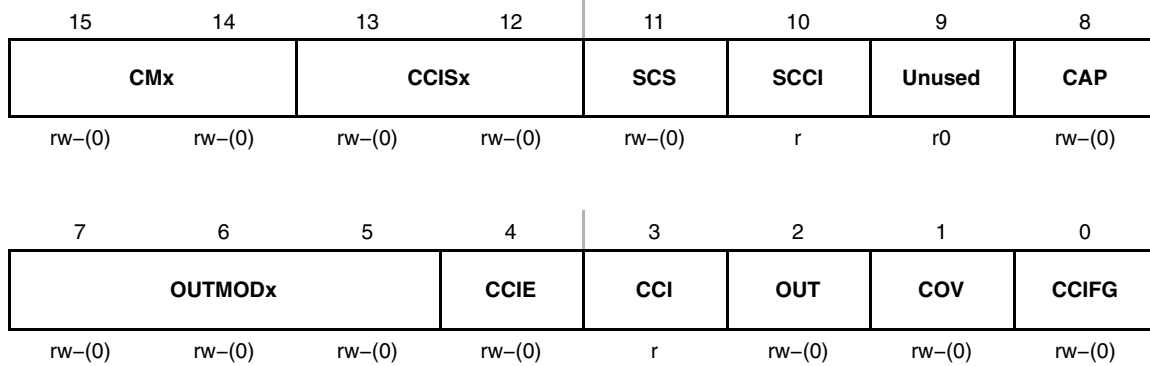 15 14 13 12 11 10 9 8
CMx CCISx SCS SCCI Unused CAP
rw−(0) rw−(0) rw−(0) rw−(0) rw−(0) r r0 rw−(0)
7 6 5 4 3 2 1 0
OUTMODx CCIE CCI OUT COV CCIFG
rw−(0) rw−(0) rw−(0) rw−(0) r rw−(0) rw−(0) rw−(0)